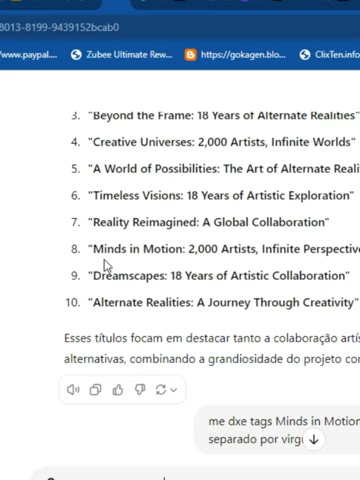 8013-8199-9439152bcab0
/www.paypal.... Zubee Ultimate Rew... https://gokagen.blo... ClixTen.info
3. "Beyond the Frame: 18 Years of Alternate Realities"
4. "Creative Universes: 2,000 Artists, Infinite Worlds"
5. "A World of Possibilities: The Art of Alternate Reali
6. "Timeless Visions: 18 Years of Artistic Exploration"
7. "Reality Reimagined: A Global Collaboration"
8. "Minds in Motion: 2,000 Artists, Infinite Perspective
9. "Dreamscapes: 18 Years of Artistic Collaboration"
10. "Alternate Realities: A Journey Through Creativity"
Esses títulos focam em destacar tanto a colaboração artís
alternativas, combinando a grandiosidade do projeto co
me dxe tags Minds in Motion
separado por virgu